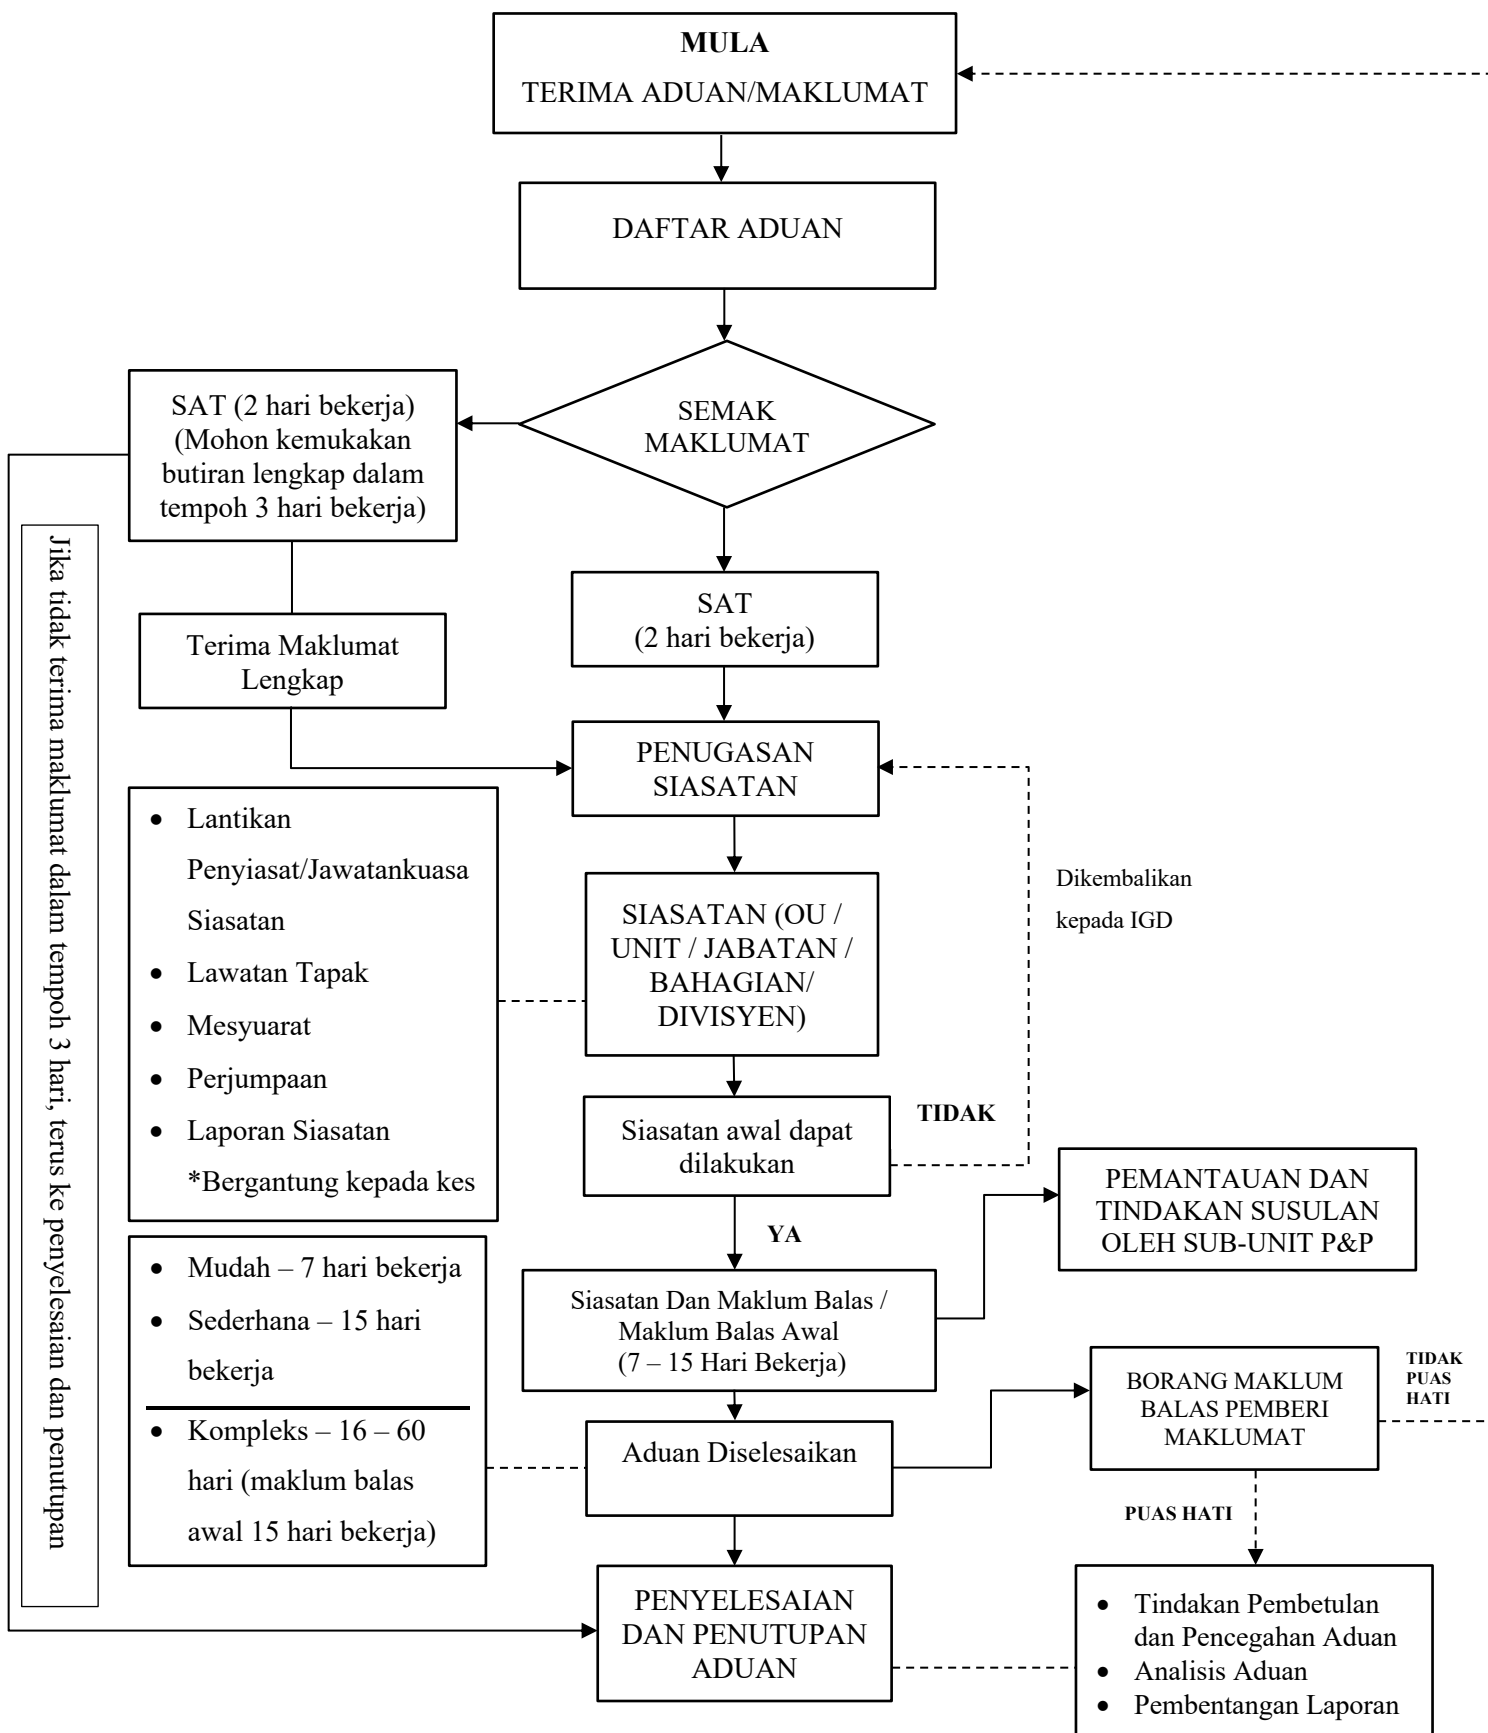 MULA
TERIMA ADUAN/MAKLUMAT
DAFTAR ADUAN
SEMAK
MAKLUMAT
SAT (2 hari bekerja)
(Mohon kemukakan
butiran lengkap dalam
tempoh 3 hari bekerja)
SAT
(2 hari bekerja)
Terima Maklumat
Lengkap
Jika tidak terima maklumat dalam tempoh 3 hari, terus ke penyelesaian dan penutupan
PENUGASAN
SIASATAN
• Lantikan
Penyiasat/Jawatankuasa
Siasatan
• Lawatan Tapak
• Mesyuarat
• Perjumpaan
• Laporan Siasatan
*Bergantung kepada kes
SIASATAN (OU /
UNIT / JABATAN /
BAHAGIAN/
DIVISYEN)
Dikembalikan
kepada IGD
Siasatan awal dapat
dilakukan
TIDAK
YA
PEMANTAUAN DAN
TINDAKAN SUSULAN
OLEH SUB-UNIT P&P
• Mudah – 7 hari bekerja
• Sederhana – 15 hari
bekerja
• Kompleks – 16 – 60
hari (maklum balas
awal 15 hari bekerja)
Siasatan Dan Maklum Balas /
Maklum Balas Awal
(7 – 15 Hari Bekerja)
BORANG MAKLUM
BALAS PEMBERI
MAKLUMAT
TIDAK
PUAS
HATI
Aduan Diselesaikan
PUAS HATI
PENYELESAIAN
DAN PENUTUPAN
ADUAN
• Tindakan Pembetulan
dan Pencegahan Aduan
• Analisis Aduan
• Pembentangan Laporan